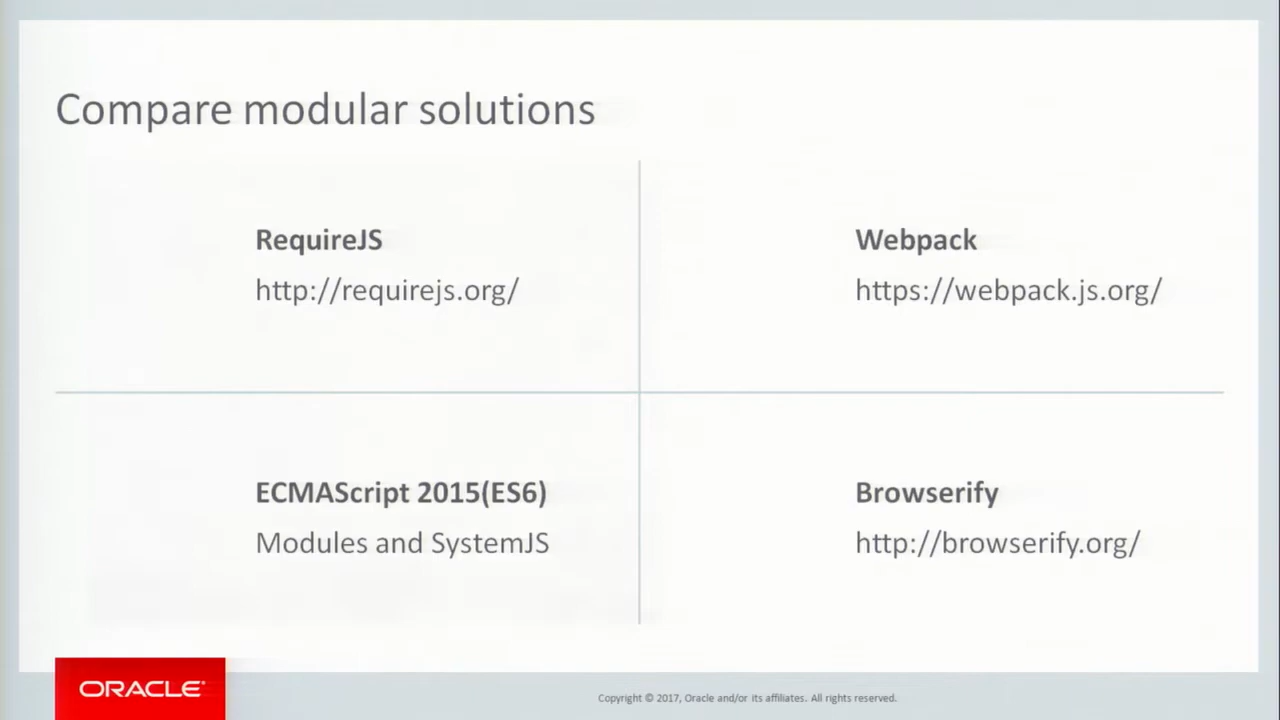 Compare modular solutions
RequireJS
http://requirejs.org/
Webpack
https://webpack.js.org/
ECMAScript 2015(ES6)
Modules and SystemJS
Browserify
http://browserify.org/
ORACLE®
Copyright © 2017, Oracle and/or its affiliates. All rights reserved.